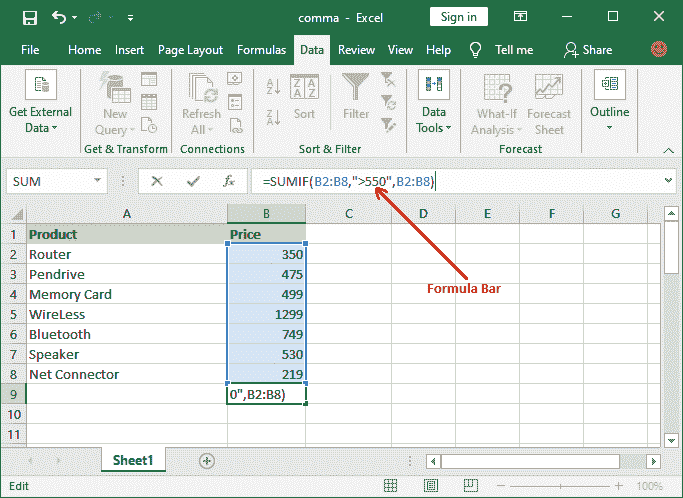 comma - Excel
Sign in
File Home Insert Page Layout Formulas Data Review View Help Tell me Share
Get External Data
New Query
Refresh All
Sort
Filter
Data Tools
What-If Analysis
Forecast Sheet
Outline
Get & Transform Connections Sort & Filter Forecast
SUM =SUMIF(B2:B8,">550",B2:B8)
A B C D E F G
1 Product Price
2 Router 350
3 Pendrive 475
4 Memory Card 499
5 WireLess 1299
6 Bluetooth 749
7 Speaker 530
8 Net Connector 219
9 0",B2:B8)
10
11
Formula Bar
Sheet1
Edit 100%